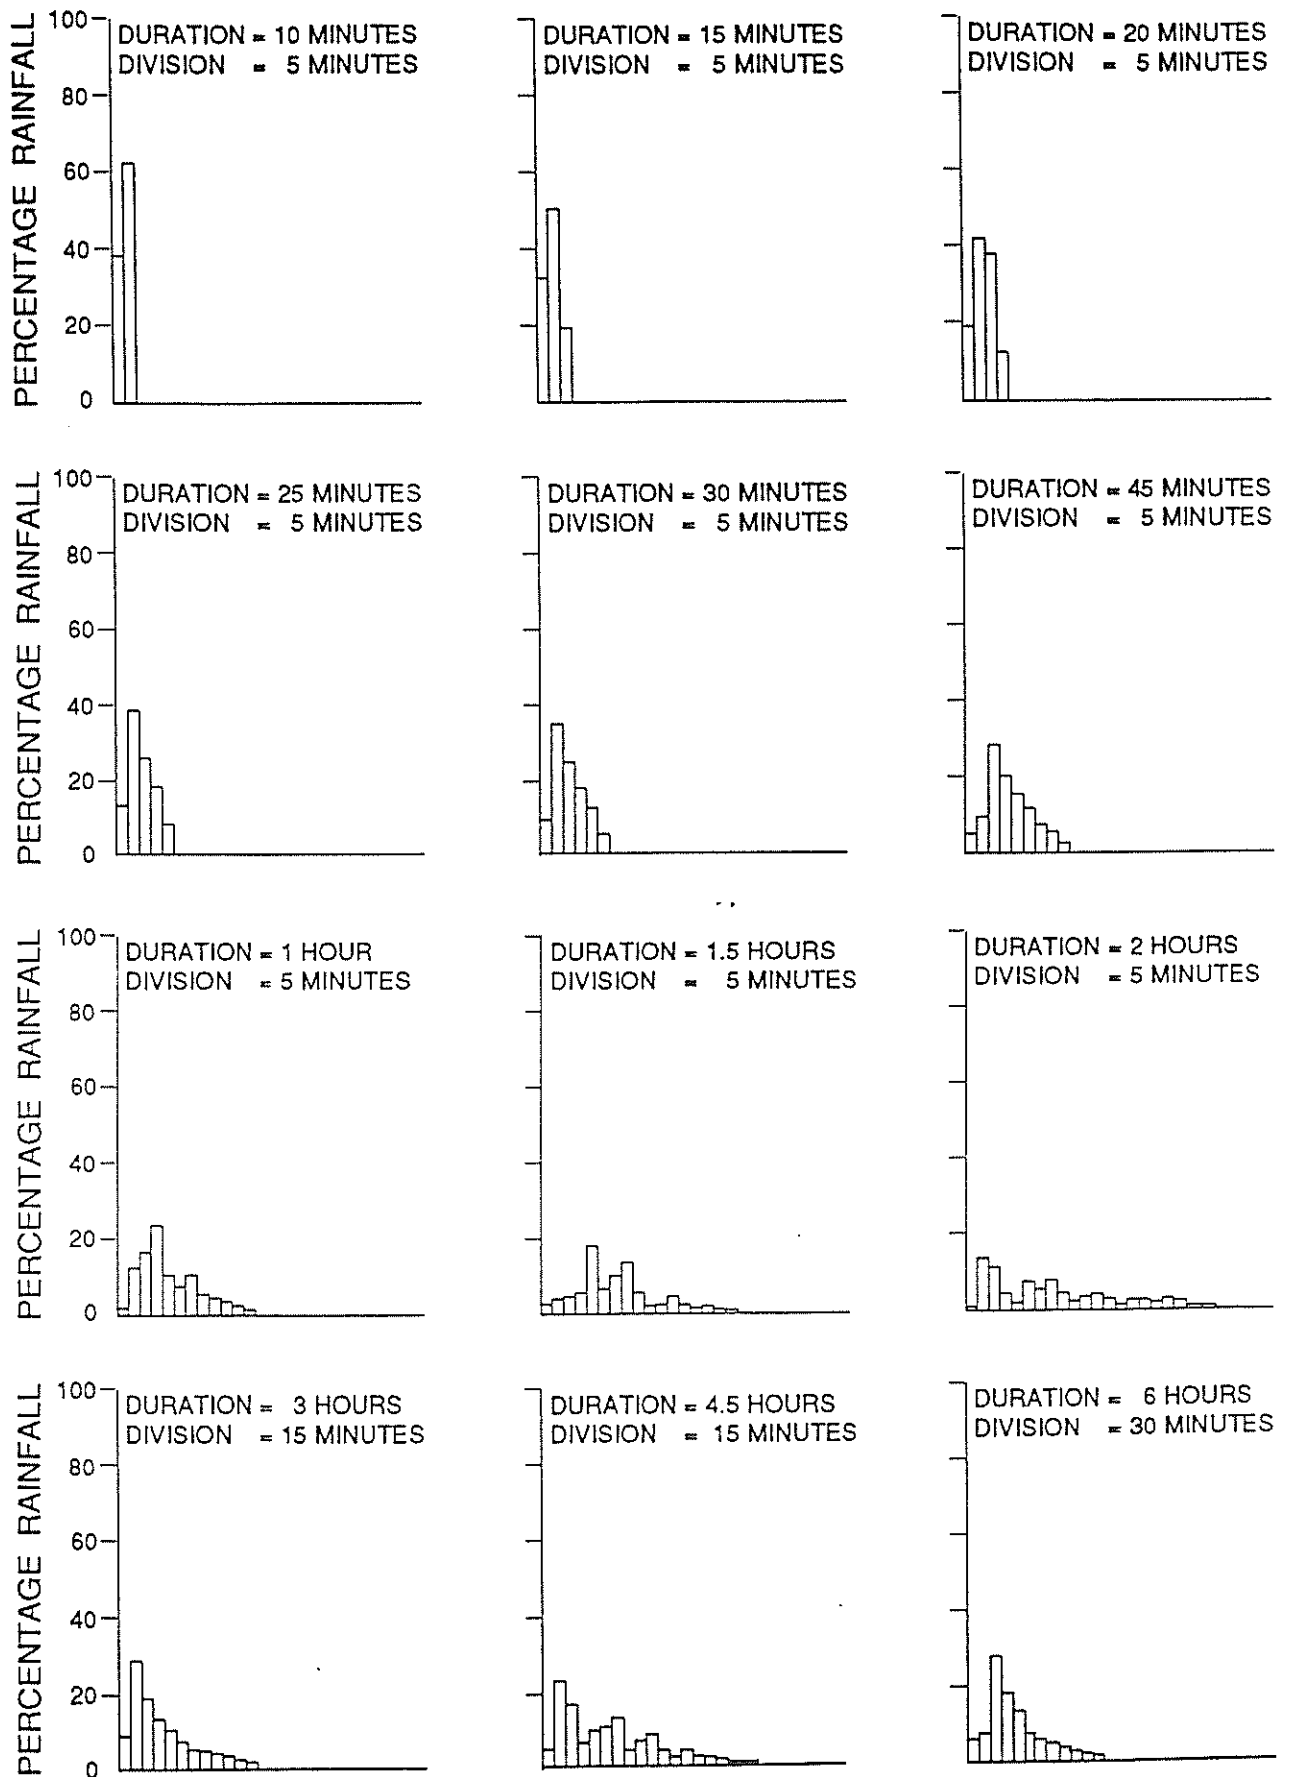 PERCENTAGE RAINFALL
100
80
60
40
20
0
DURATION = 10 MINUTES
DIVISION = 5 MINUTES
DURATION = 15 MINUTES
DIVISION = 5 MINUTES
DURATION = 20 MINUTES
DIVISION = 5 MINUTES
PERCENTAGE RAINFALL
100
80
60
40
20
0
DURATION = 25 MINUTES
DIVISION = 5 MINUTES
DURATION = 30 MINUTES
DIVISION = 5 MINUTES
DURATION = 45 MINUTES
DIVISION = 5 MINUTES
PERCENTAGE RAINFALL
100
80
60
40
20
0
DURATION = 1 HOUR
DIVISION = 5 MINUTES
DURATION = 1.5 HOURS
DIVISION = 5 MINUTES
DURATION = 2 HOURS
DIVISION = 5 MINUTES
PERCENTAGE RAINFALL
100
80
60
40
20
0
DURATION = 3 HOURS
DIVISION = 15 MINUTES
DURATION = 4.5 HOURS
DIVISION = 15 MINUTES
DURATION = 6 HOURS
DIVISION = 30 MINUTES